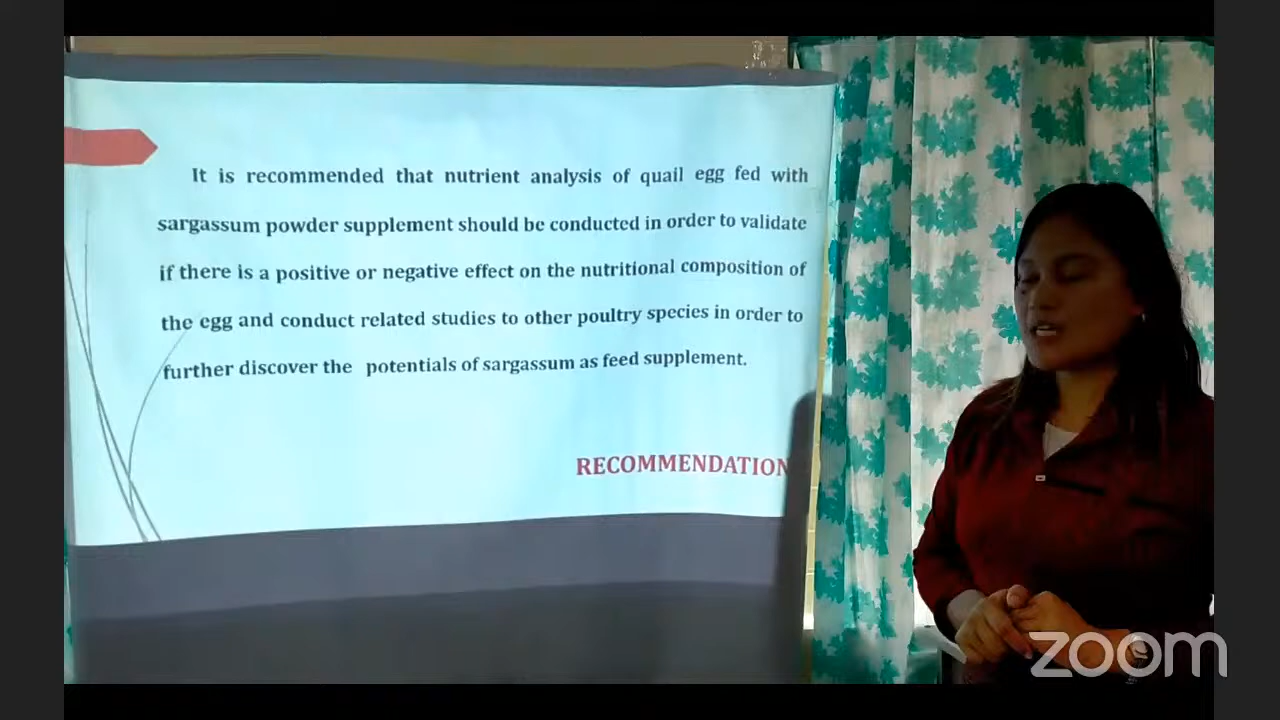 It is recommended that nutrient analysis of quail egg fed with
sargassum powder supplement should be conducted in order to validate
if there is a positive or negative effect on the nutritional composition of
the egg and conduct related studies to other poultry species in order to
further discover the potentials of sargassum as feed supplement.
RECOMMENDATION
zoom